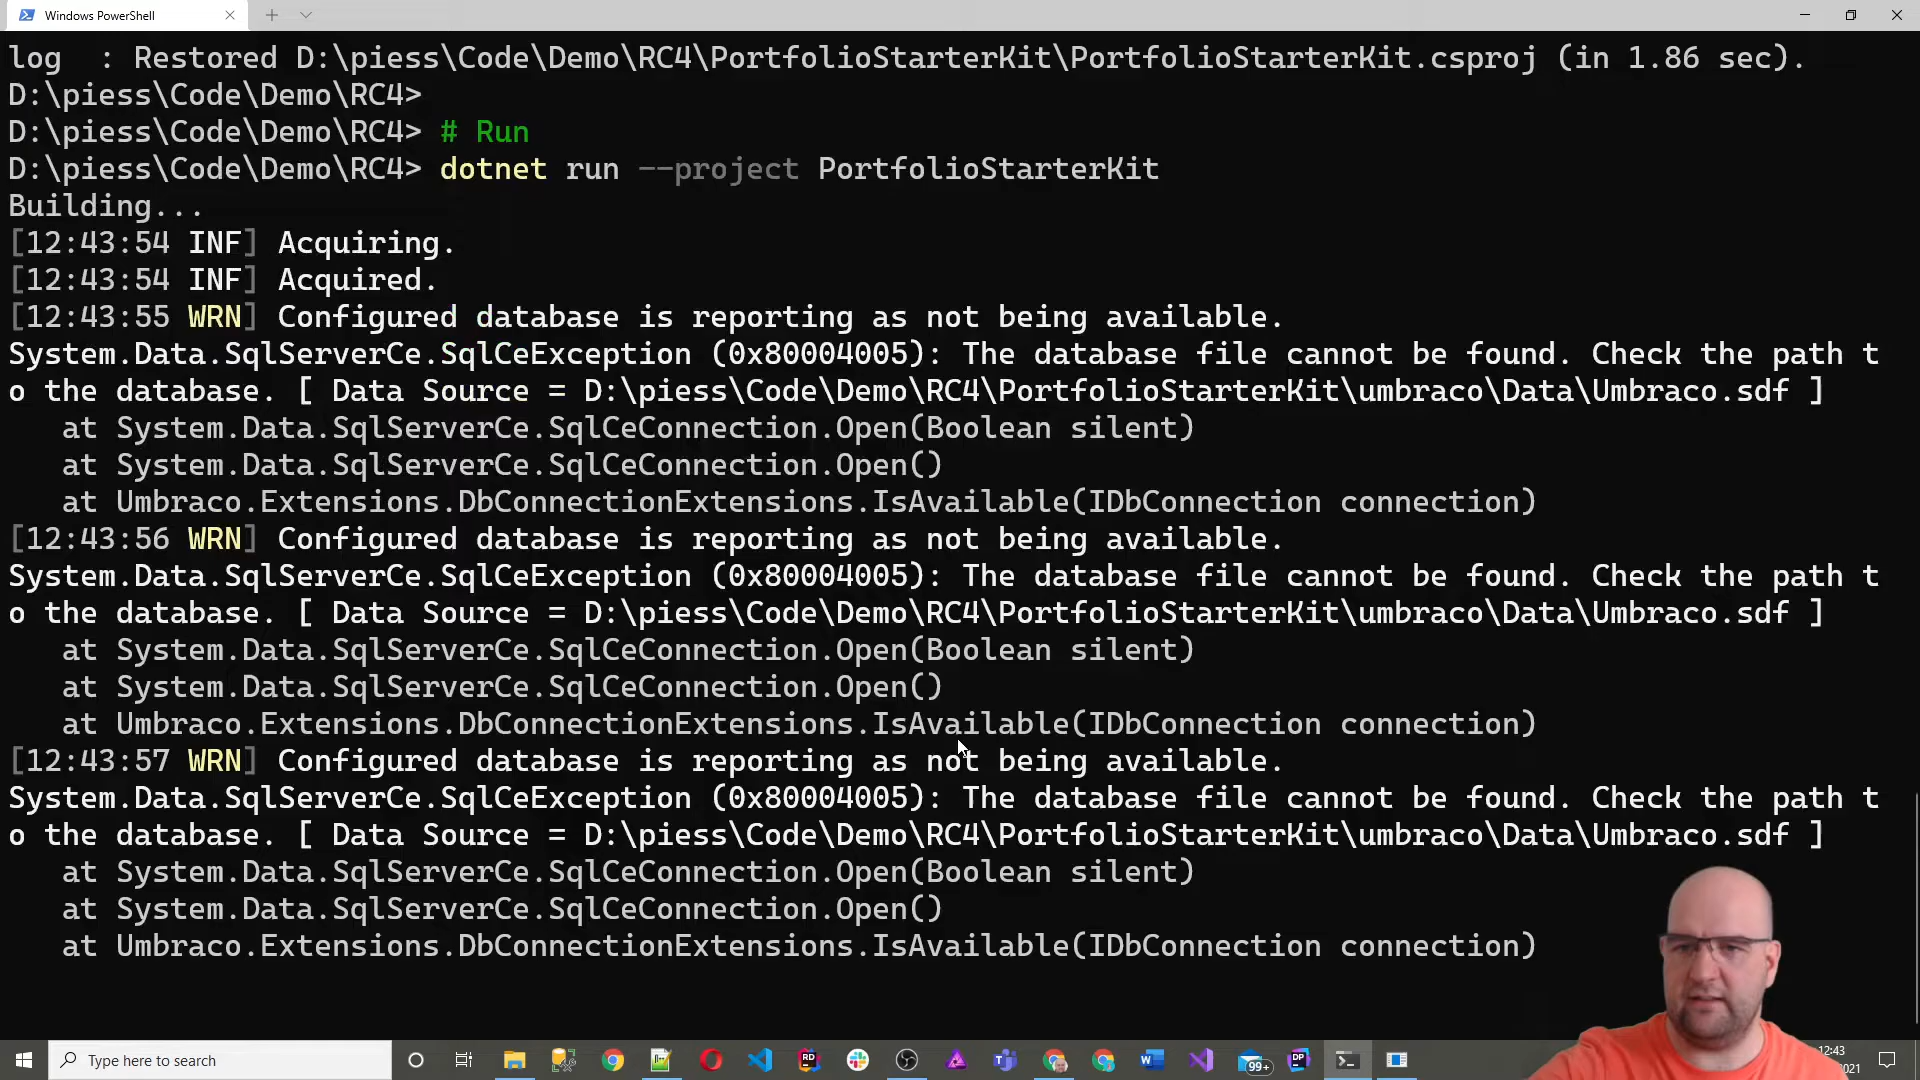 Windows PowerShell
log  : Restored D:\piess\Code\Demo\RC4\PortfolioStarterKit\PortfolioStarterKit.csproj (in 1.86 sec).
D:\piess\Code\Demo\RC4>
D:\piess\Code\Demo\RC4> # Run
D:\piess\Code\Demo\RC4> dotnet run --project PortfolioStarterKit
Building...
[12:43:54 INF] Acquiring.
[12:43:54 INF] Acquired.
[12:43:55 WRN] Configured database is reporting as not being available.
System.Data.SqlServerCe.SqlCeException (0x80004005): The database file cannot be found. Check the path t
o the database. [ Data Source = D:\piess\Code\Demo\RC4\PortfolioStarterKit\umbraco\Data\Umbraco.sdf ]
   at System.Data.SqlServerCe.SqlCeConnection.Open(Boolean silent)
   at System.Data.SqlServerCe.SqlCeConnection.Open()
   at Umbraco.Extensions.DbConnectionExtensions.IsAvailable(IDbConnection connection)
[12:43:56 WRN] Configured database is reporting as not being available.
System.Data.SqlServerCe.SqlCeException (0x80004005): The database file cannot be found. Check the path t
o the database. [ Data Source = D:\piess\Code\Demo\RC4\PortfolioStarterKit\umbraco\Data\Umbraco.sdf ]
   at System.Data.SqlServerCe.SqlCeConnection.Open(Boolean silent)
   at System.Data.SqlServerCe.SqlCeConnection.Open()
   at Umbraco.Extensions.DbConnectionExtensions.IsAvailable(IDbConnection connection)
[12:43:57 WRN] Configured database is reporting as not being available.
System.Data.SqlServerCe.SqlCeException (0x80004005): The database file cannot be found. Check the path t
o the database. [ Data Source = D:\piess\Code\Demo\RC4\PortfolioStarterKit\umbraco\Data\Umbraco.sdf ]
   at System.Data.SqlServerCe.SqlCeConnection.Open(Boolean silent)
   at System.Data.SqlServerCe.SqlCeConnection.Open()
   at Umbraco.Extensions.DbConnectionExtensions.IsAvailable(IDbConnection connection)
Type here to search
RD
99+
DP
12:43
2021